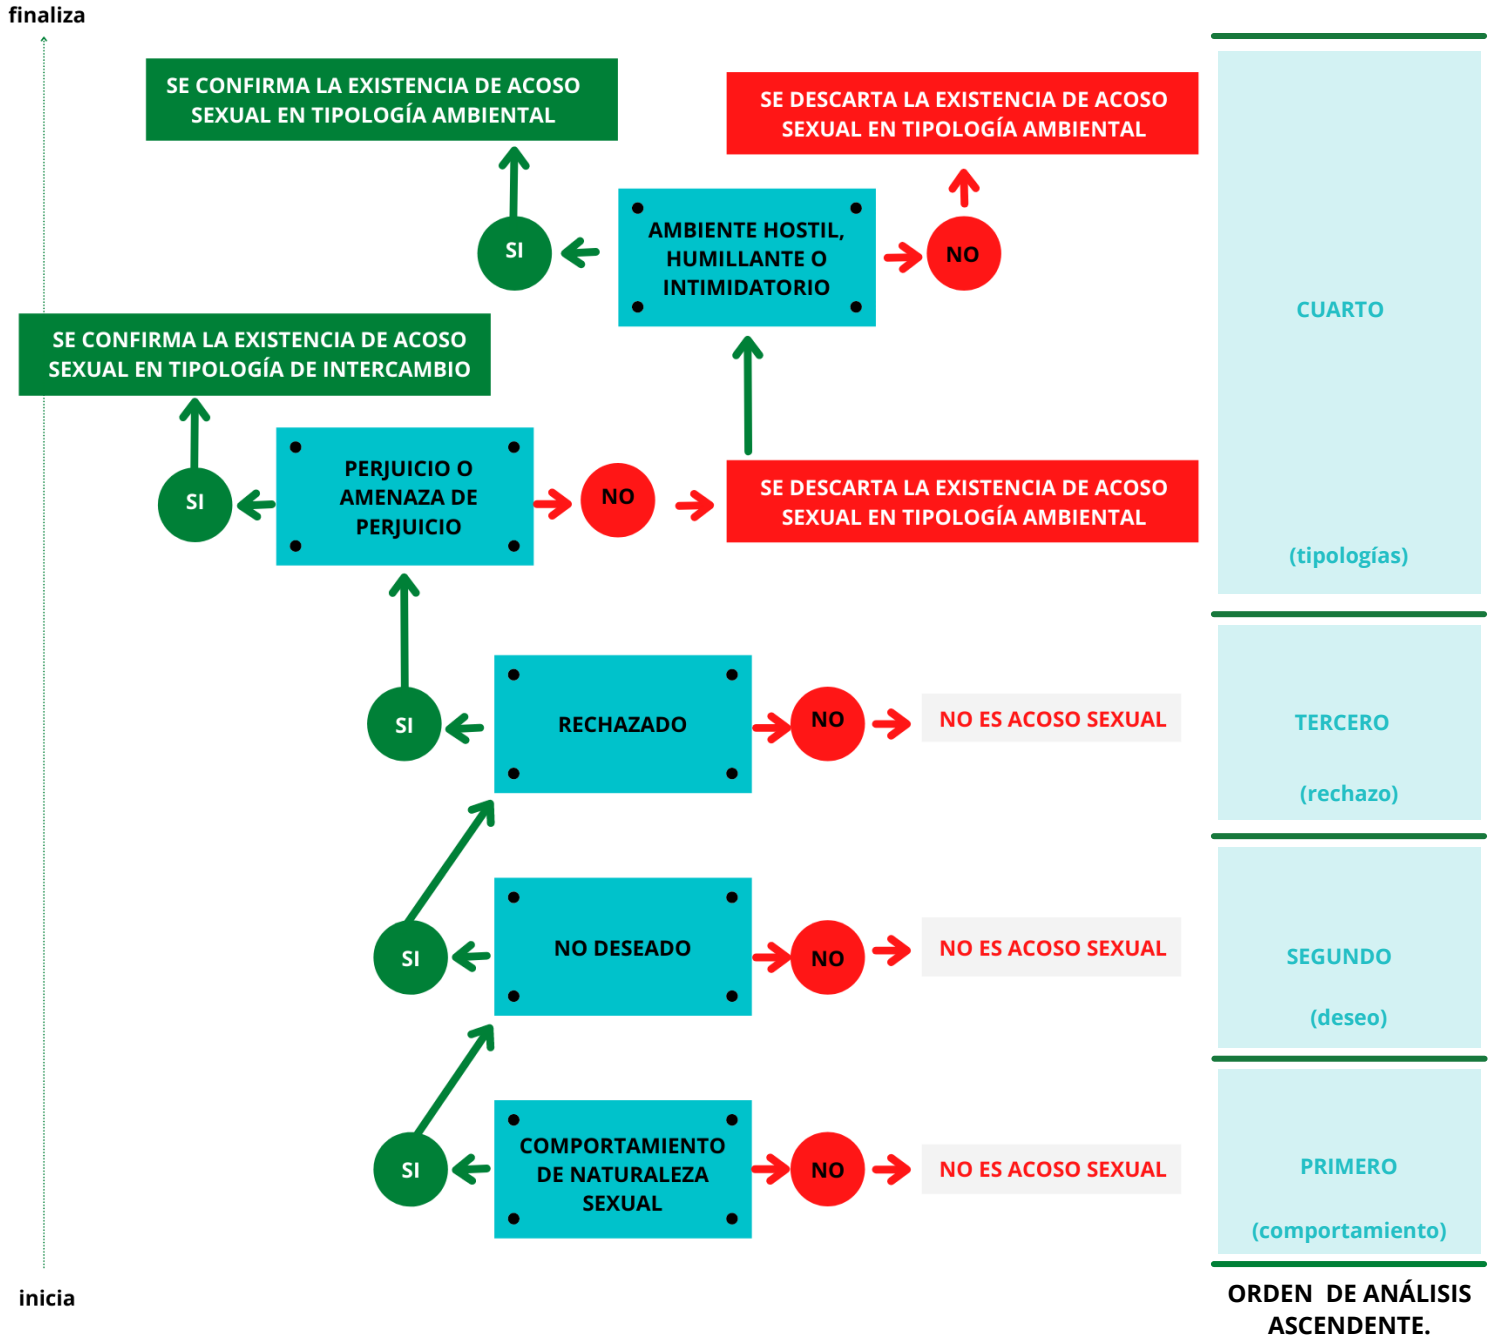 finaliza
SE CONFIRMA LA EXISTENCIA DE ACOSO
SEXUAL EN TIPOLOGÍA AMBIENTAL
SE DESCARTA LA EXISTENCIA DE ACOSO
SEXUAL EN TIPOLOGÍA AMBIENTAL
SI
AMBIENTE HOSTIL,
HUMILLANTE O
INTIMIDATORIO
NO
CUARTO
SE CONFIRMA LA EXISTENCIA DE ACOSO
SEXUAL EN TIPOLOGÍA DE INTERCAMBIO
SI
PERJUICIO O
AMENAZA DE
PERJUICIO
NO
SE DESCARTA LA EXISTENCIA DE ACOSO
SEXUAL EN TIPOLOGÍA AMBIENTAL
(tipologías)
SI
RECHAZADO
NO
NO ES ACOSO SEXUAL
TERCERO
(rechazo)
SI
NO DESEADO
NO
NO ES ACOSO SEXUAL
SEGUNDO
(deseo)
SI
COMPORTAMIENTO
DE NATURALEZA
SEXUAL
NO
NO ES ACOSO SEXUAL
PRIMERO
(comportamiento)
inicia
ORDEN DE ANÁLISIS
ASCENDENTE.